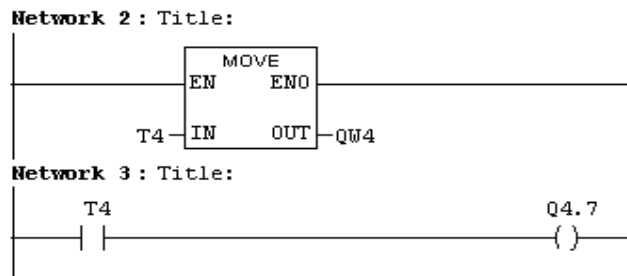 Network 2 : Title:
MOVE
EN ENO
T4 IN OUT QW4
Network 3 : Title:
T4 Q4.7